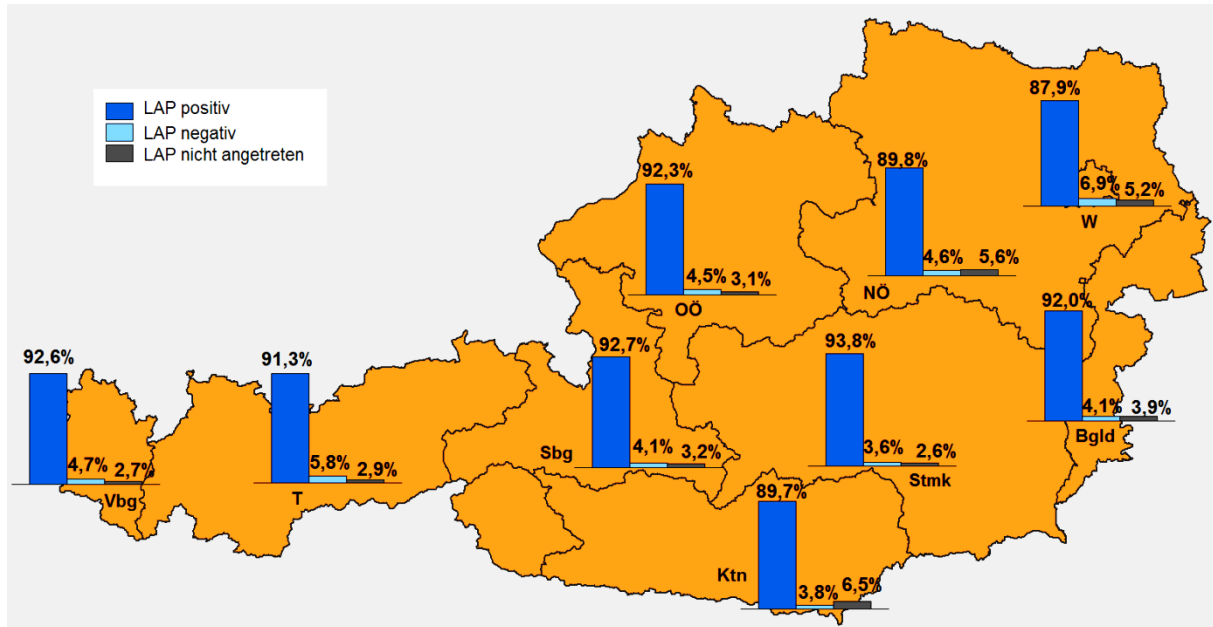 LAP positiv
LAP negativ
LAP nicht angetreten
87,9%
6,9%
5,2%
W
89,8%
4,6%
5,6%
NÖ
92,3%
4,5%
3,1%
OÖ
92,0%
4,1%
3,9%
Bgld
92,6%
4,7%
2,7%
Vbg
91,3%
5,8%
2,9%
T
92,7%
4,1%
3,2%
Sbg
93,8%
3,6%
2,6%
Stmk
89,7%
3,8%
6,5%
Ktn